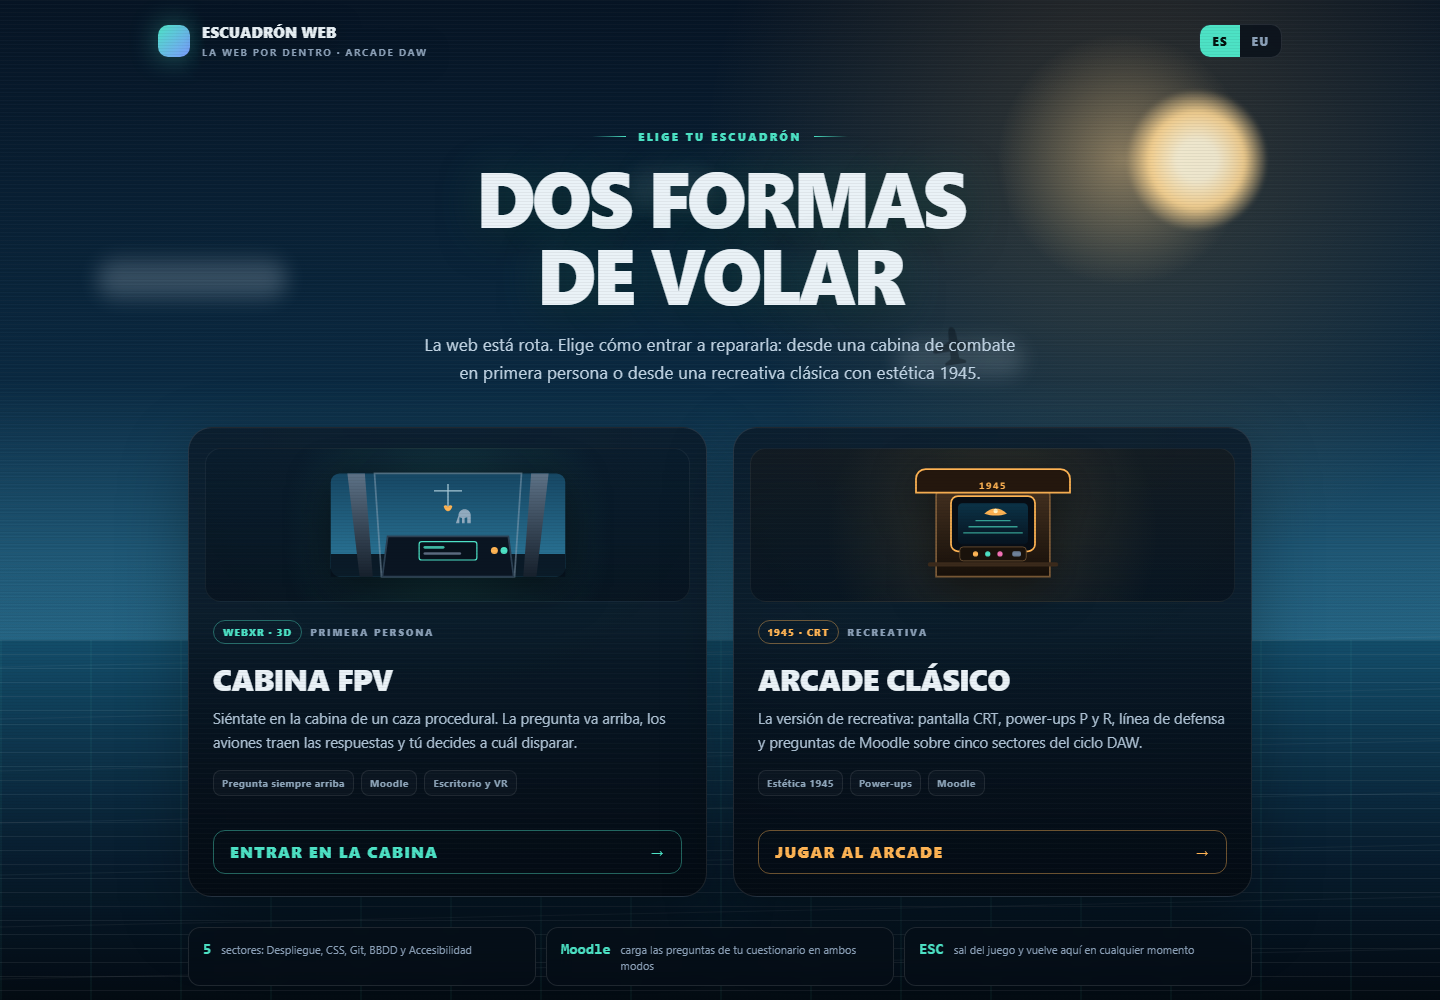 ESCUADRÓN WEB
LA WEB POR DENTRO · ARCADE DAW
ES EU
ELIGE TU ESCUADRÓN
DOS FORMAS
DE VOLAR
La web está rota. Elige cómo entrar a repararla: desde una cabina de combate
en primera persona o desde una recreativa clásica con estética 1945.
1945
WEBXR · 3D PRIMERA PERSONA
CABINA FPV
Siéntate en la cabina de un caza procedural. La pregunta va arriba, los
aviones traen las respuestas y tú decides a cuál disparar.
Pregunta siempre arriba Moodle Escritorio y VR
ENTRAR EN LA CABINA →
1945 · CRT RECREATIVA
ARCADE CLÁSICO
La versión de recreativa: pantalla CRT, power-ups P y R, línea de defensa
y preguntas de Moodle sobre cinco sectores del ciclo DAW.
Estética 1945 Power-ups Moodle
JUGAR AL ARCADE →
5 sectores: Despliegue, CSS, Git, BBDD y Accesibilidad
Moodle carga las preguntas de tu cuestionario en ambos
modos
ESC sal del juego y vuelve aquí en cualquier momento